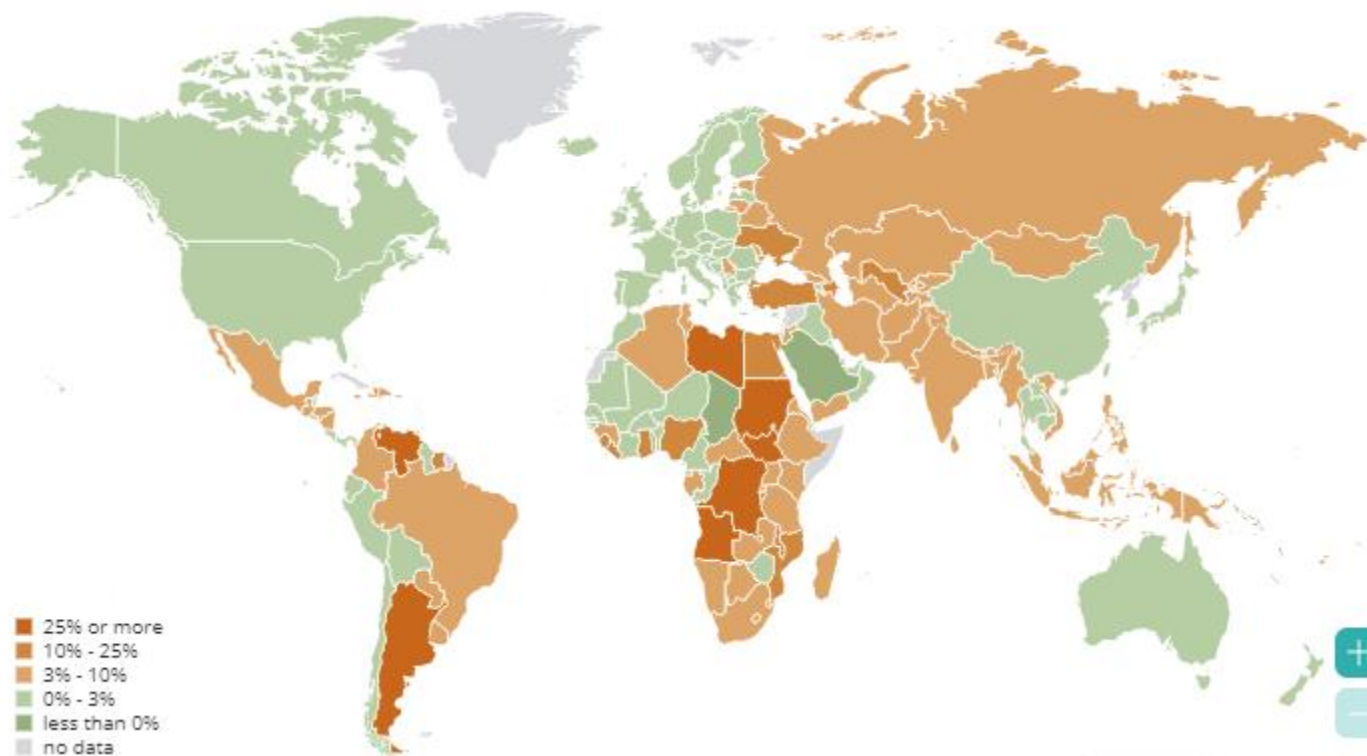 25% or more
10% - 25%
3% - 10%
0% - 3%
less than 0%
no data
+
−